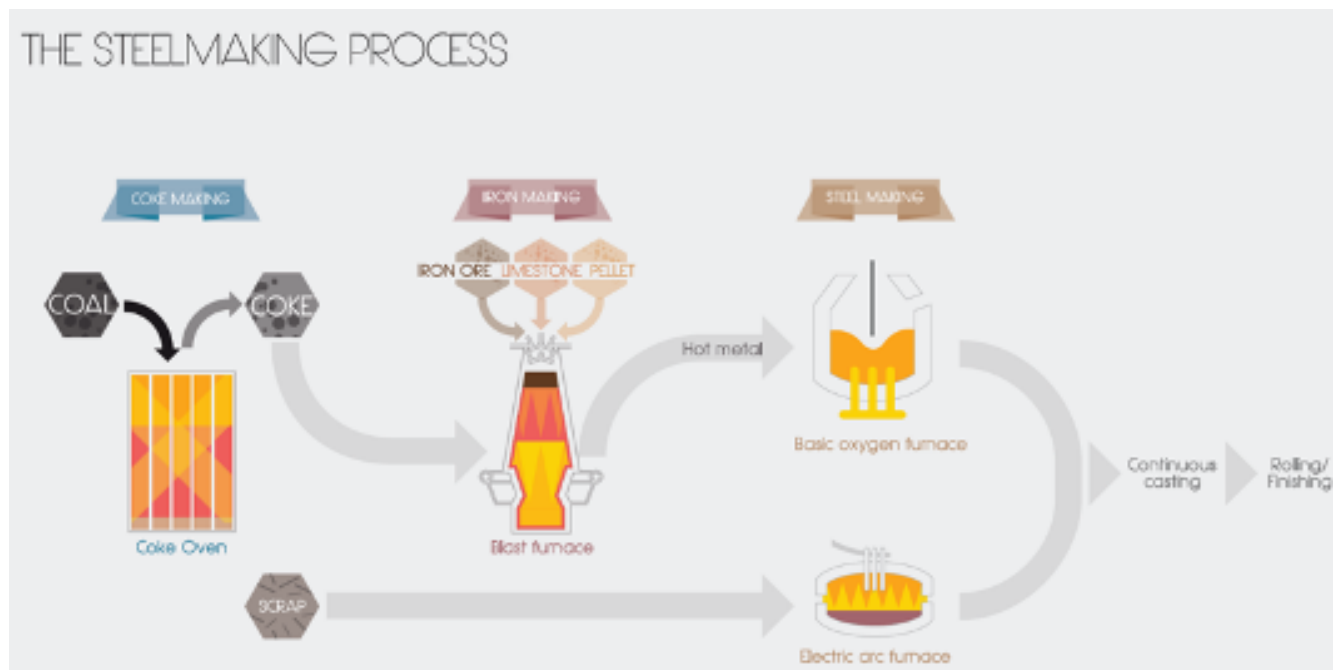 THE STEELMAKING PROCESS
COKE MAKING
IRON MAKING
STEEL MAKING
IRON ORE LIMESTONE PELLET
COAL
COKE
Hot metal
Basic oxygen furnace
Continuous
casting
Rolling/
Finishing
Coke Oven
Blast furnace
SCRAP
Electric arc furnace